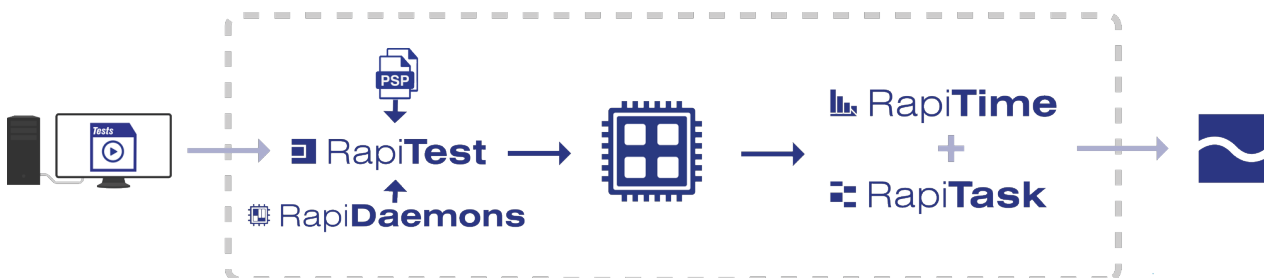 Tests
PSP
RapiTest
RapiDaemons
RapiTime
+
RapiTask